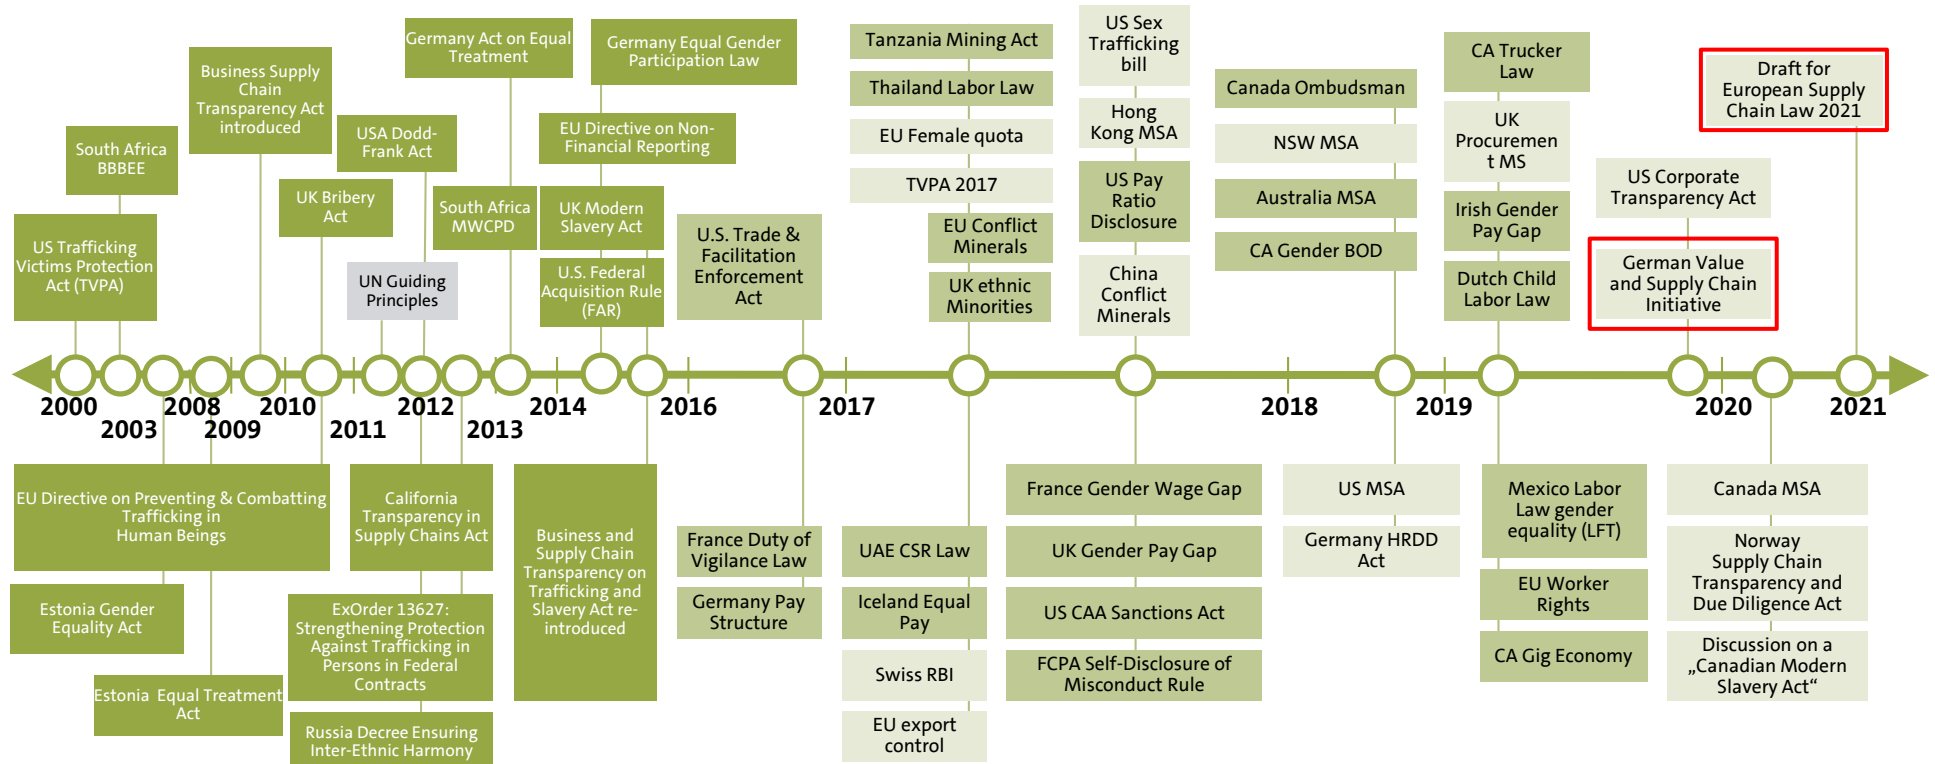 South Africa
BBBEE
US Trafficking
Victims Protection
Act (TVPA)
Business Supply
Chain
Transparency Act
introduced
UK Bribery
Act
USA Dodd-
Frank Act
UN Guiding
Principles
Germany Act on Equal
Treatment
South Africa
MWCPD
Germany Equal Gender
Participation Law
EU Directive on Non-
Financial Reporting
UK Modern
Slavery Act
U.S. Federal
Acquisition Rule
(FAR)
U.S. Trade &
Facilitation
Enforcement
Act
Tanzania Mining Act
Thailand Labor Law
EU Female quota
TVPA 2017
EU Conflict
Minerals
UK ethnic
Minorities
US Sex
Trafficking
bill
Hong
Kong MSA
US Pay
Ratio
Disclosure
China
Conflict
Minerals
Canada Ombudsman
NSW MSA
Australia MSA
CA Gender BOD
CA Trucker
Law
UK
Procuremen
t MS
Irish Gender
Pay Gap
Dutch Child
Labor Law
US Corporate
Transparency Act
German Value
and Supply Chain
Initiative
Draft for
European Supply
Chain Law 2021
2000
2003
2008
2009
2010
2011
2012
2013
2014
2016
2017
2018
2019
2020
2021
EU Directive on Preventing & Combatting
Trafficking in
Human Beings
Estonia Gender
Equality Act
Estonia Equal Treatment
Act
California
Transparency in
Supply Chains Act
ExOrder 13627:
Strengthening Protection
Against Trafficking in
Persons in Federal
Contracts
Russia Decree Ensuring
Inter-Ethnic Harmony
Business and
Supply Chain
Transparency on
Trafficking and
Slavery Act re-
introduced
France Duty of
Vigilance Law
Germany Pay
Structure
UAE CSR Law
Iceland Equal
Pay
Swiss RBI
EU export
control
France Gender Wage Gap
UK Gender Pay Gap
US CAA Sanctions Act
FCPA Self-Disclosure of
Misconduct Rule
US MSA
Germany HRDD
Act
Mexico Labor
Law gender
equality (LFT)
EU Worker
Rights
CA Gig Economy
Canada MSA
Norway
Supply Chain
Transparency and
Due Diligence Act
Discussion on a
„Canadian Modern
Slavery Act“